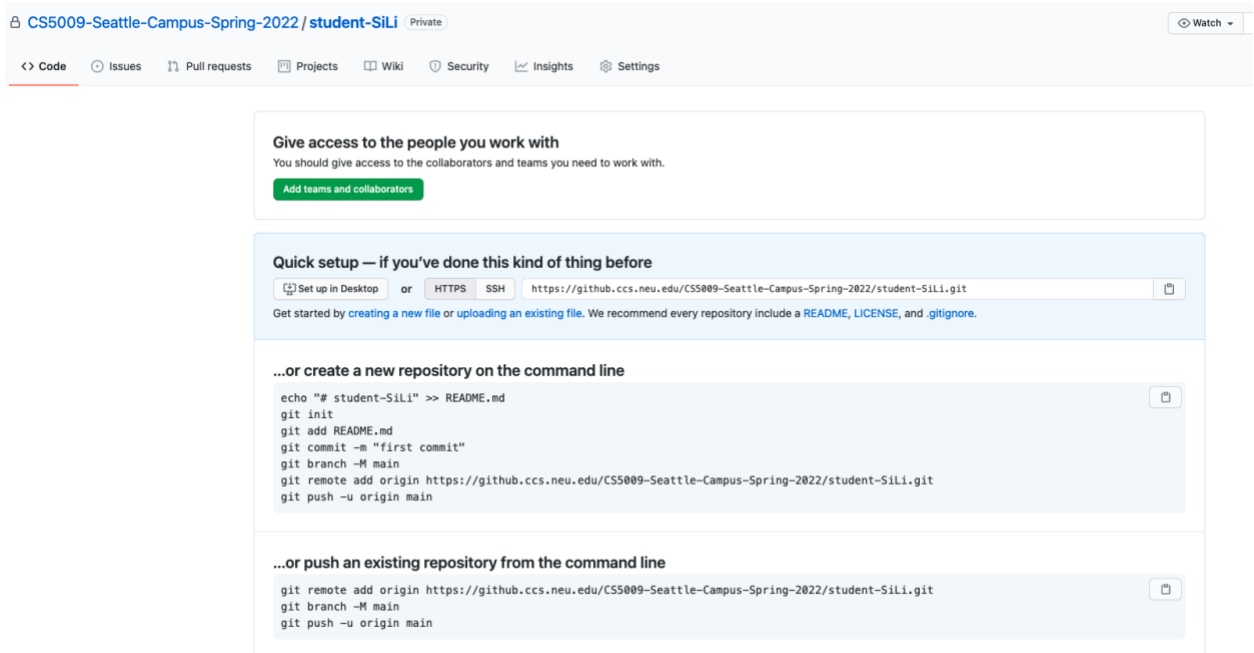 CS5009-Seattle-Campus-Spring-2022 / student-SiLi Private
Watch
Code Issues Pull requests Projects Wiki Security Insights Settings
Give access to the people you work with
You should give access to the collaborators and teams you need to work with.
Add teams and collaborators
Quick setup — if you've done this kind of thing before
Set up in Desktop or HTTPS SSH https://github.ccs.neu.edu/CS5009-Seattle-Campus-Spring-2022/student-SiLi.git
Get started by creating a new file or uploading an existing file. We recommend every repository include a README, LICENSE, and .gitignore.
...or create a new repository on the command line
echo "# student-SiLi" >> README.md
git init
git add README.md
git commit -m "first commit"
git branch -M main
git remote add origin https://github.ccs.neu.edu/CS5009-Seattle-Campus-Spring-2022/student-SiLi.git
git push -u origin main
...or push an existing repository from the command line
git remote add origin https://github.ccs.neu.edu/CS5009-Seattle-Campus-Spring-2022/student-SiLi.git
git branch -M main
git push -u origin main